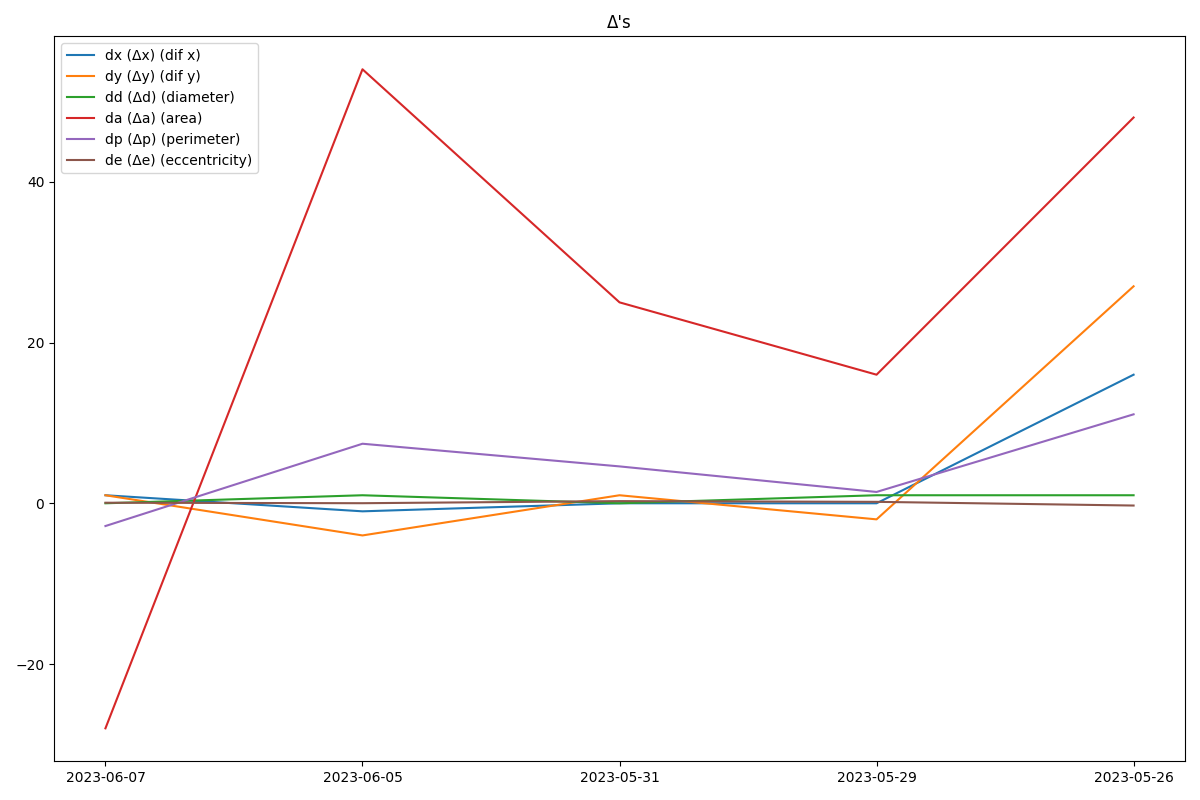 Δ's
dx (Δx) (dif x)
dy (Δy) (dif y)
dd (Δd) (diameter)
da (Δa) (area)
dp (Δp) (perimeter)
de (Δe) (eccentricity)
40
20
0
−20
2023-06-07 2023-06-05 2023-05-31 2023-05-29 2023-05-26